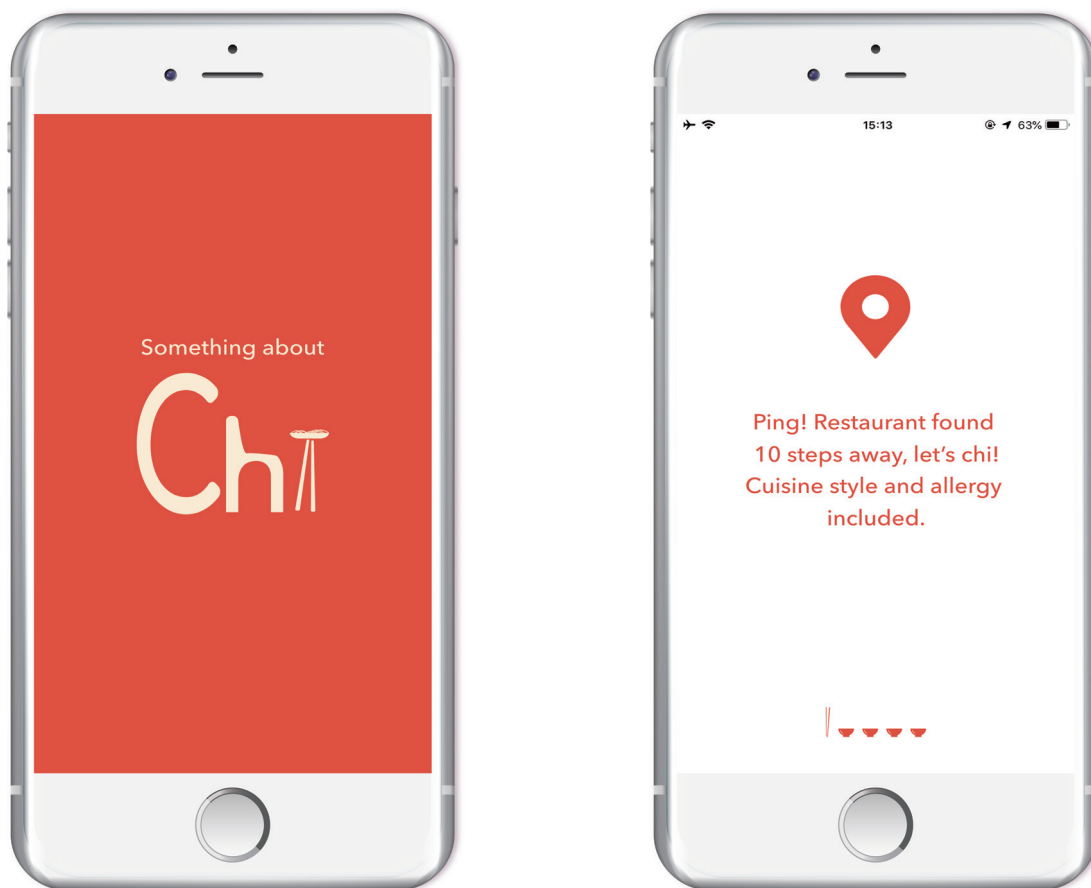 Something about
Chi
15:13
63%
Ping! Restaurant found
10 steps away, let’s chi!
Cuisine style and allergy
included.